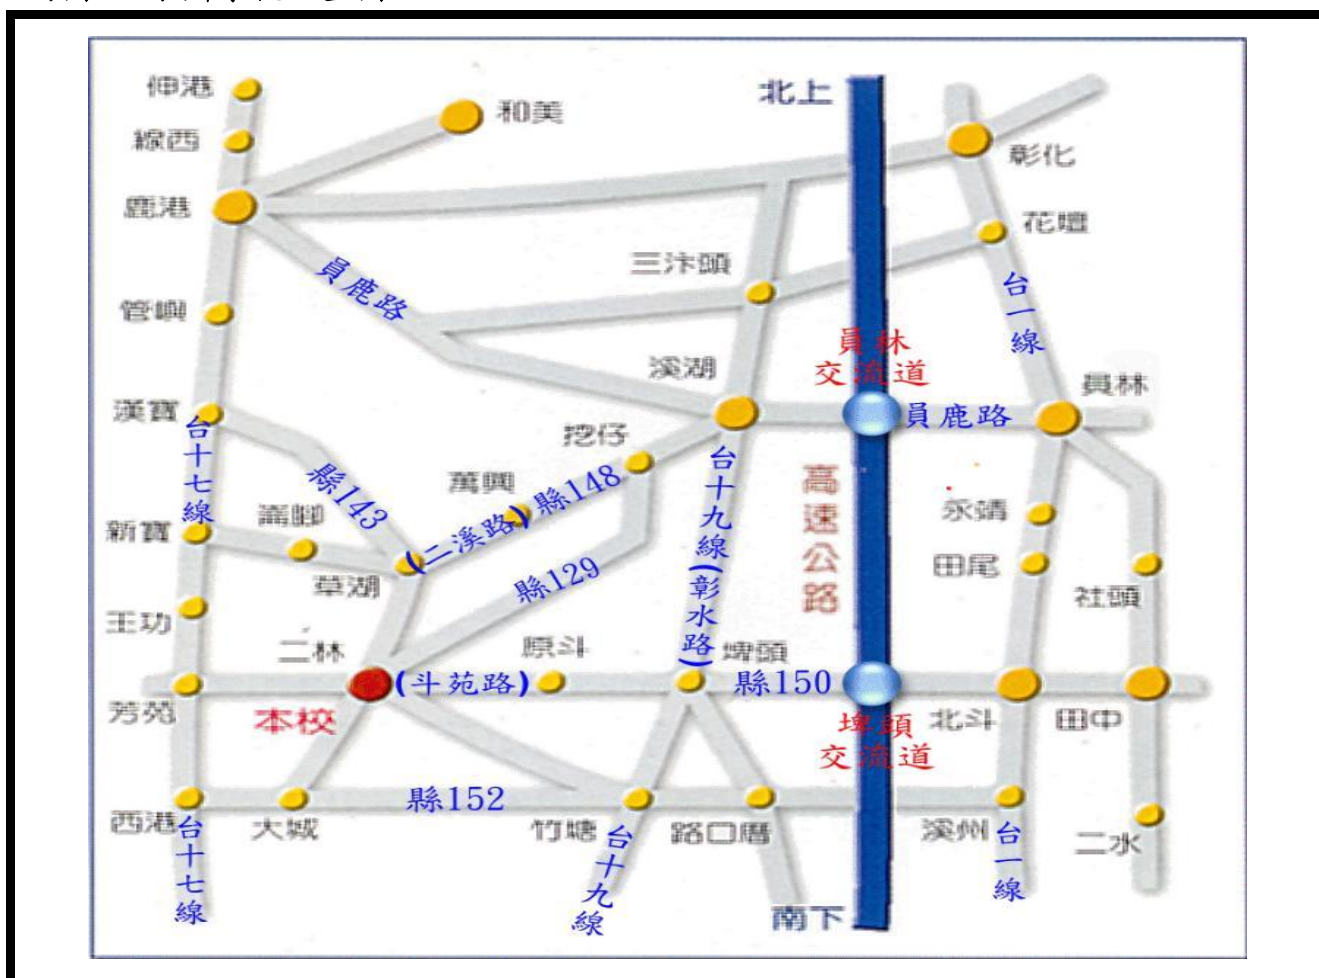 伸港
北上
和美
線西
彰化
鹿港
花壇
三汴頭
員鹿路
台一線
管嶼
員林
交流道
溪湖
員林
漢寶
員鹿路
挖仔
台十七線
縣143
萬興
縣148
台十九線(彰水路)
高速公路
永靖
新寶
崙腳
(二溪路)
草湖
田尾
縣129
社頭
王功
二林
原斗
埤頭
(斗苑路)
縣150
芳苑
本校
埤頭
交流道
北斗
田中
縣152
西港
大城
竹塘
路口厝
溪州
二水
台十七線
台十九線
台一線
南下